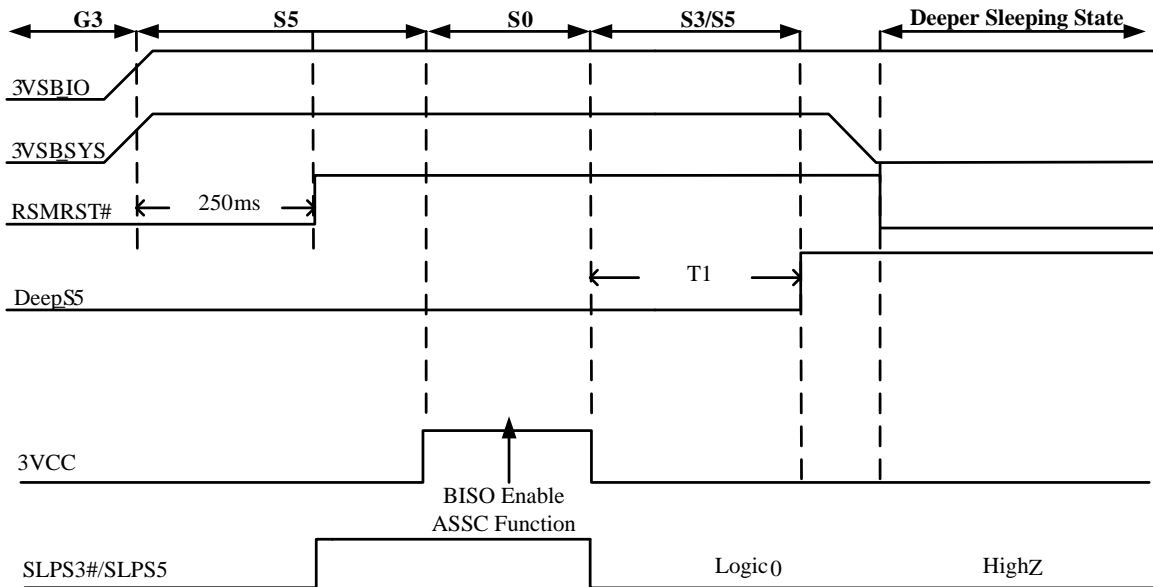 G3 S5 S0 S3/S5 Deeper Sleeping State
3VSBIO
3VSBSYS
250ms
RSMRST#
T1
DeepS5
3VCC
BISO Enable
ASSC Function
SLPS3#/SLPS5 Logic0 HighZ